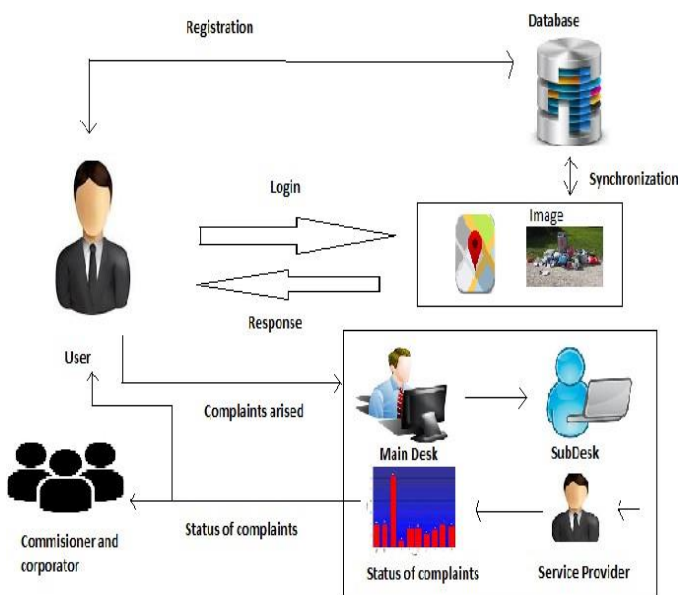 Registration
Database
Synchronization
Login
Image
Response
User
Complaints arised
Main Desk
SubDesk
Commisioner and
corporator
Status of complaints
Status of complaints
Service Provider